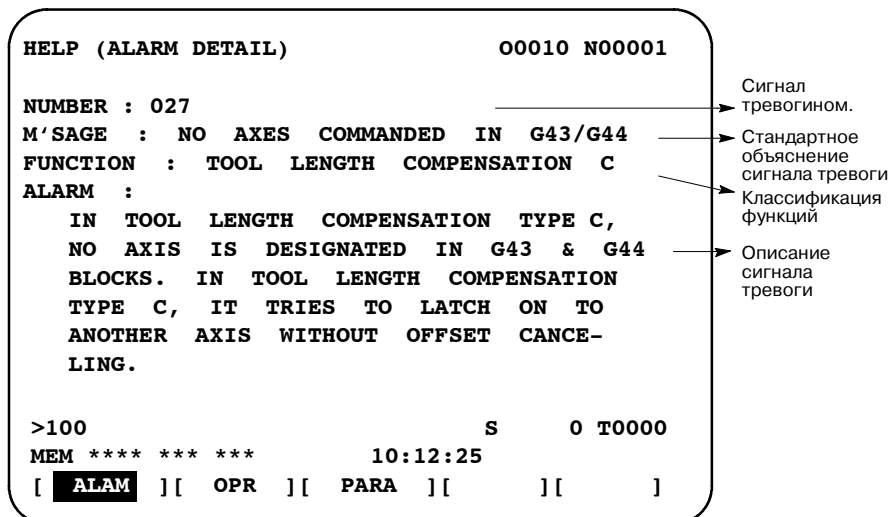 HELP (ALARM DETAIL) O0010 N00001
NUMBER : 027
M'SAGE : NO AXES COMMANDED IN G43/G44
FUNCTION : TOOL LENGTH COMPENSATION C
ALARM :
IN TOOL LENGTH COMPENSATION TYPE C,
NO AXIS IS DESIGNATED IN G43 & G44
BLOCKS. IN TOOL LENGTH COMPENSATION
TYPE C, IT TRIES TO LATCH ON TO
ANOTHER AXIS WITHOUT OFFSET CANCE-
LING.
>100 S 0 T0000
MEM **** *** *** 10:12:25
[ ALAM ][ OPR ][ PARA ][ ][ ]
Сигнал
тревогином.
Стандартное
объяснение
сигнала тревоги
Классификация
функций
Описание
сигнала
тревоги